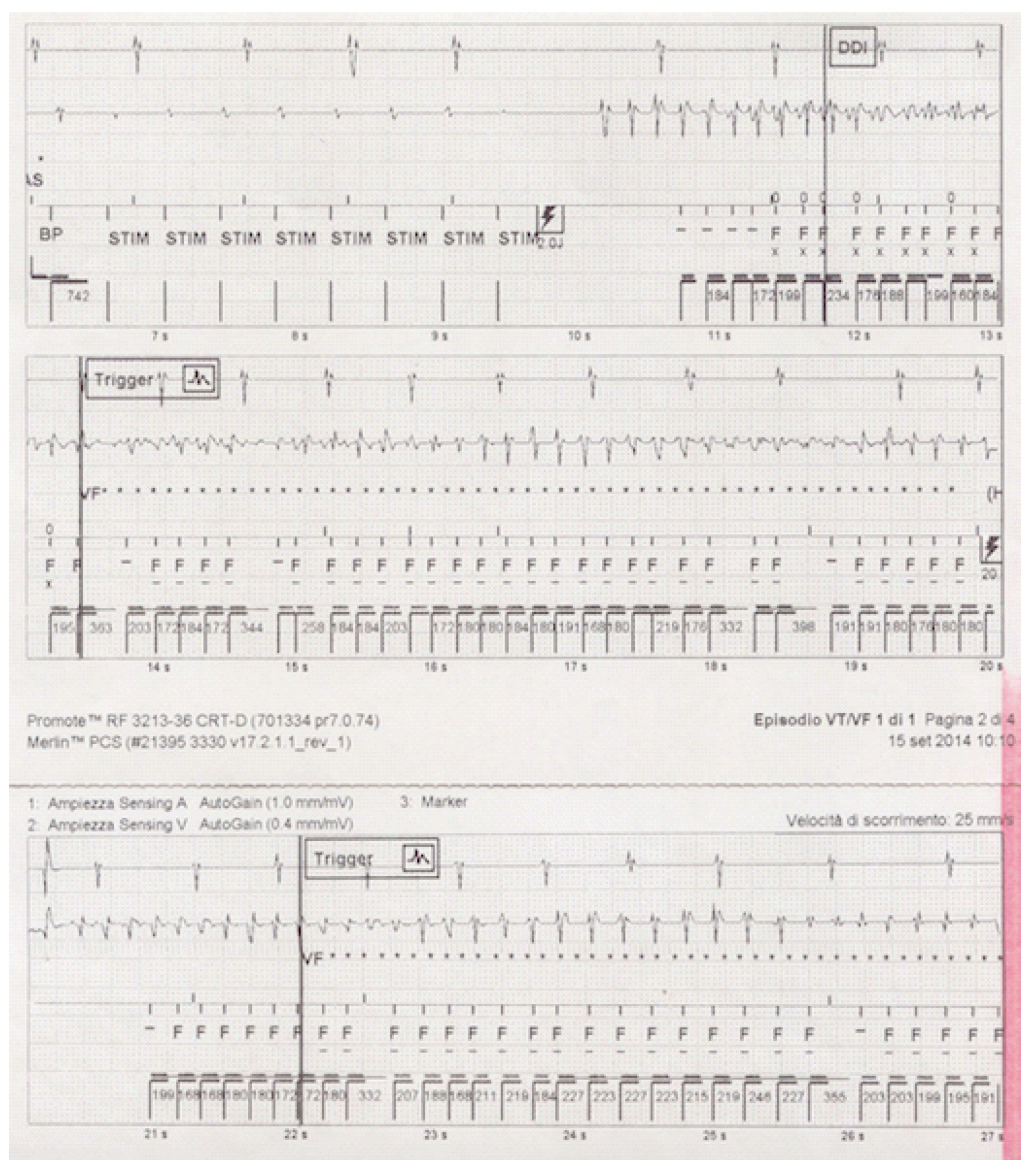 DDI
AS
BP STIM STIM STIM STIM STIM STIM STIM STIM 2.0J
0 0 0 0 0
- - - - F F F F F F F F F F
x x x x x x x x
742 184 172 199 234 176 188 199 160 184
7 s 8 s 9 s 10 s 11 s 12 s 13 s
Trigger
VF
0
F F - F F F F - F F F F F F F F F F F F F F F F F F - F F F F F
x
20.
195 363 203 172 184 172 344 258 184 184 203 172 180 180 184 180 191 168 180 219 176 332 398 191 191 180 176 180 180
14 s 15 s 16 s 17 s 18 s 19 s 20 s
Promote™ RF 3213-36 CRT-D (701334 pr7.0.74)
Episodio VT/VF 1 di 1 Pagina 2 di 4
Merlin™ PCS (#21395 3330 v17.2.1.1_rev_1)
15 set 2014 10:10
1: Ampiezza Sensing A AutoGain (1.0 mm/mV) 3: Marker
2: Ampiezza Sensing V AutoGain (0.4 mm/mV)
Velocità di scorrimento: 25 mm/s
Trigger
VF
- F F F F F F F F F F F F F F F F F F F F F - F F F F F
199 168 168 180 180 172 172 180 332 207 188 168 211 219 184 227 223 227 223 215 219 246 227 355 203 203 199 195 191
21 s 22 s 23 s 24 s 25 s 26 s 27 s